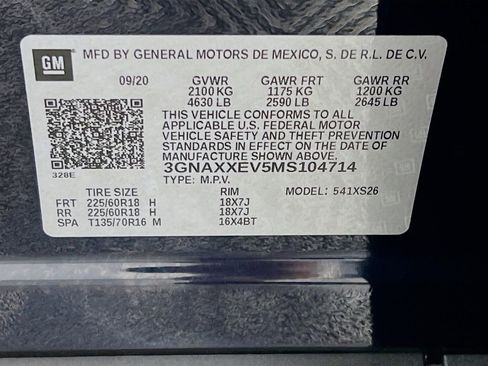 GM
MFD BY GENERAL MOTORS DE MEXICO, S. DE R.L. DE C.V.
09/20 GVWR GAWR FRT GAWR RR
2100 KG 1175 KG 1200 KG
4630 LB 2590 LB 2645 LB
THIS VEHICLE CONFORMS TO ALL
APPLICABLE U.S. FEDERAL MOTOR
VEHICLE SAFETY AND THEFT PREVENTION
STANDARDS IN EFFECT ON THE DATE OF
MANUFACTURE SHOWN ABOVE.
328E 3GNAXXEV5MS104714
TYPE: M.P.V.
TIRE SIZE RIM MODEL: 541XS26
FRT 225/60R18 H 18X7J
RR 225/60R18 H 18X7J
SPA T135/70R16 M 16X4BT